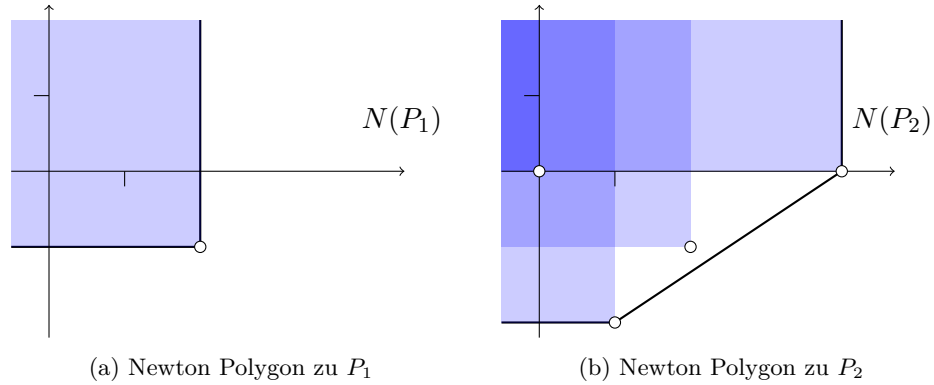 N(P₁)
N(P₂)
(a) Newton Polygon zu P₁
(b) Newton Polygon zu P₂